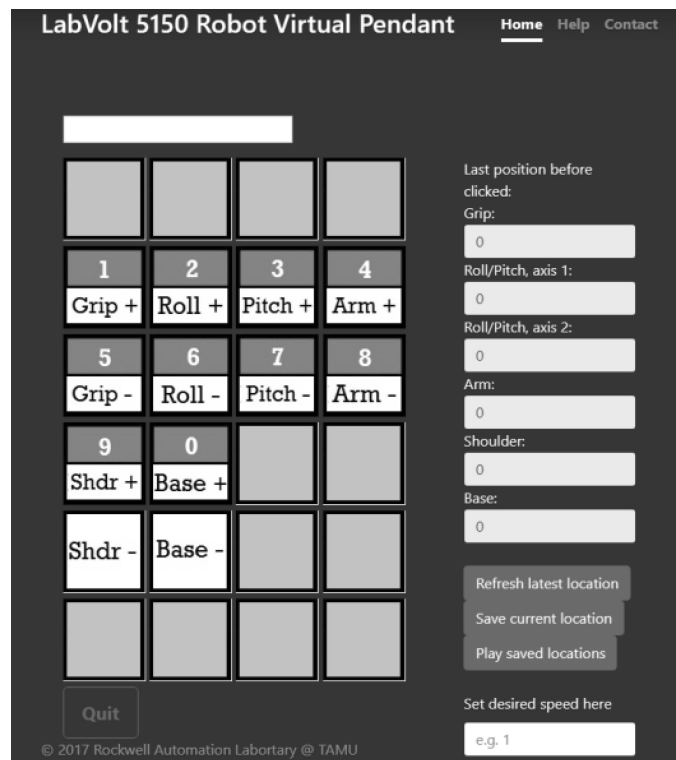 LabVolt 5150 Robot Virtual Pendant Home Help Contact
1 2 3 4
Grip + Roll + Pitch + Arm +
5 6 7 8
Grip - Roll - Pitch - Arm -
9 0
Shdr + Base +
Shdr - Base -
Quit
© 2017 Rockwell Automation Labortary @ TAMU
Last position before
clicked:
Grip:
0
Roll/Pitch, axis 1:
0
Roll/Pitch, axis 2:
0
Arm:
0
Shoulder:
0
Base:
0
Refresh latest location
Save current location
Play saved locations
Set desired speed here
e.g. 1